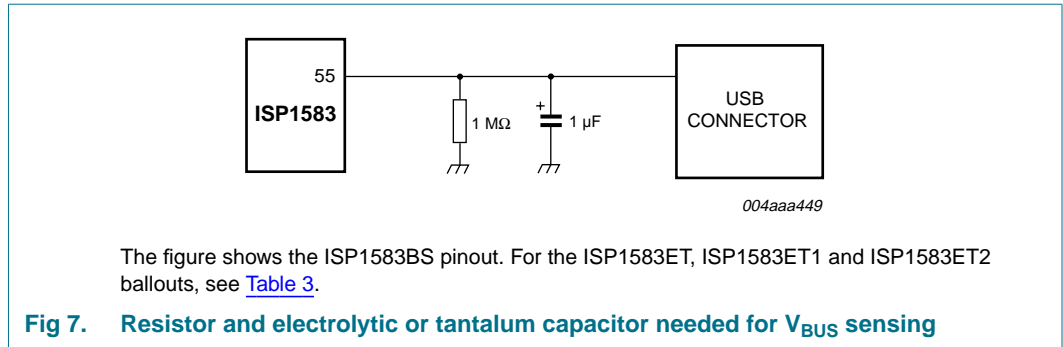 55
ISP1583
1 MΩ
+
1 µF
USB
CONNECTOR
004aaa449
The figure shows the ISP1583BS pinout. For the ISP1583ET, ISP1583ET1 and ISP1583ET2
ballouts, see Table 3.
Fig 7. Resistor and electrolytic or tantalum capacitor needed for VBUS sensing